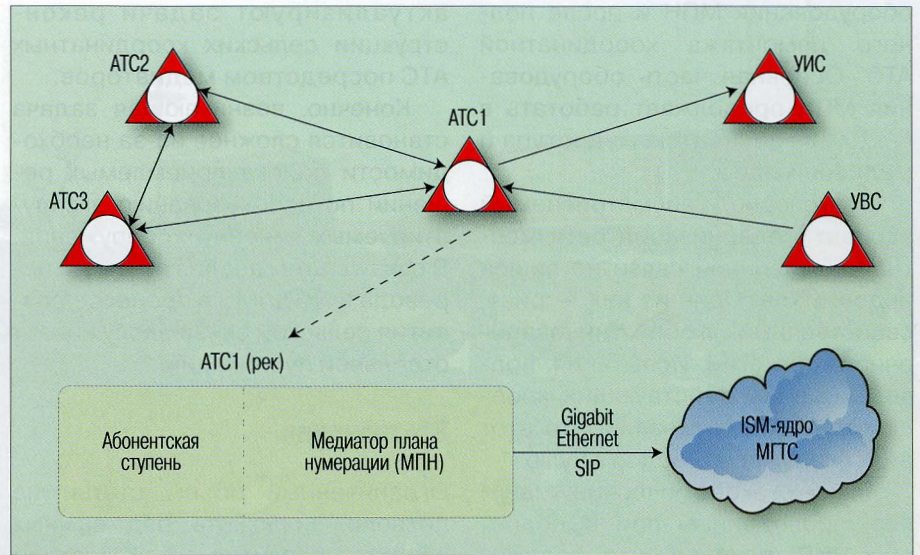 АТС2
УИС
АТС1
АТС3
УВС
АТС1 (рек)
Абонентская
ступень
Медиатор плана
нумерации (МПН)
Gigabit
Ethernet
SIP
ISM-ядро
МГТС